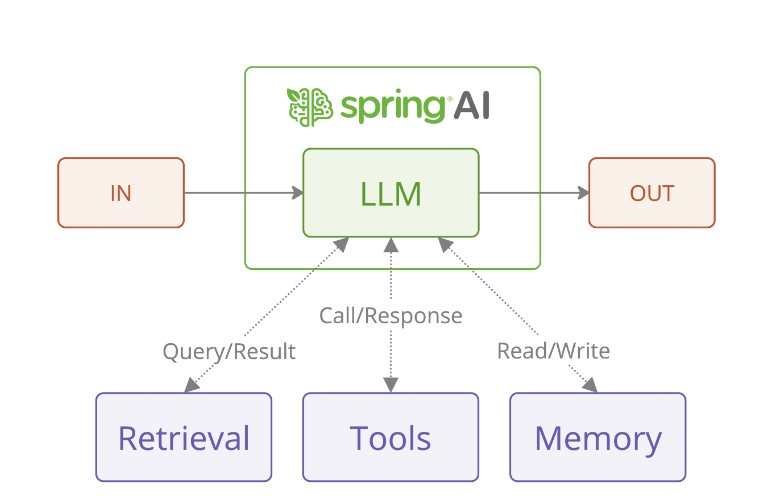 spring® AI
IN
LLM
OUT
Call/Response
Query/Result
Read/Write
Retrieval
Tools
Memory